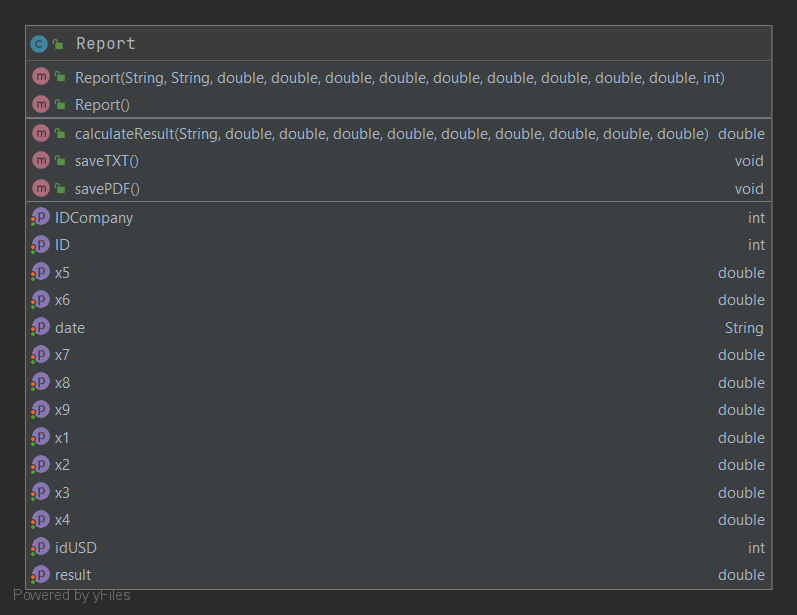 Report
Report(String, String, double, double, double, double, double, double, double, double, double, int)
Report()
calculateResult(String, double, double, double, double, double, double, double, double, double) double
saveTXT() void
savePDF() void
IDCompany int
ID int
x5 double
x6 double
date String
x7 double
x8 double
x9 double
x1 double
x2 double
x3 double
x4 double
idUSD int
result double
Powered by yFiles